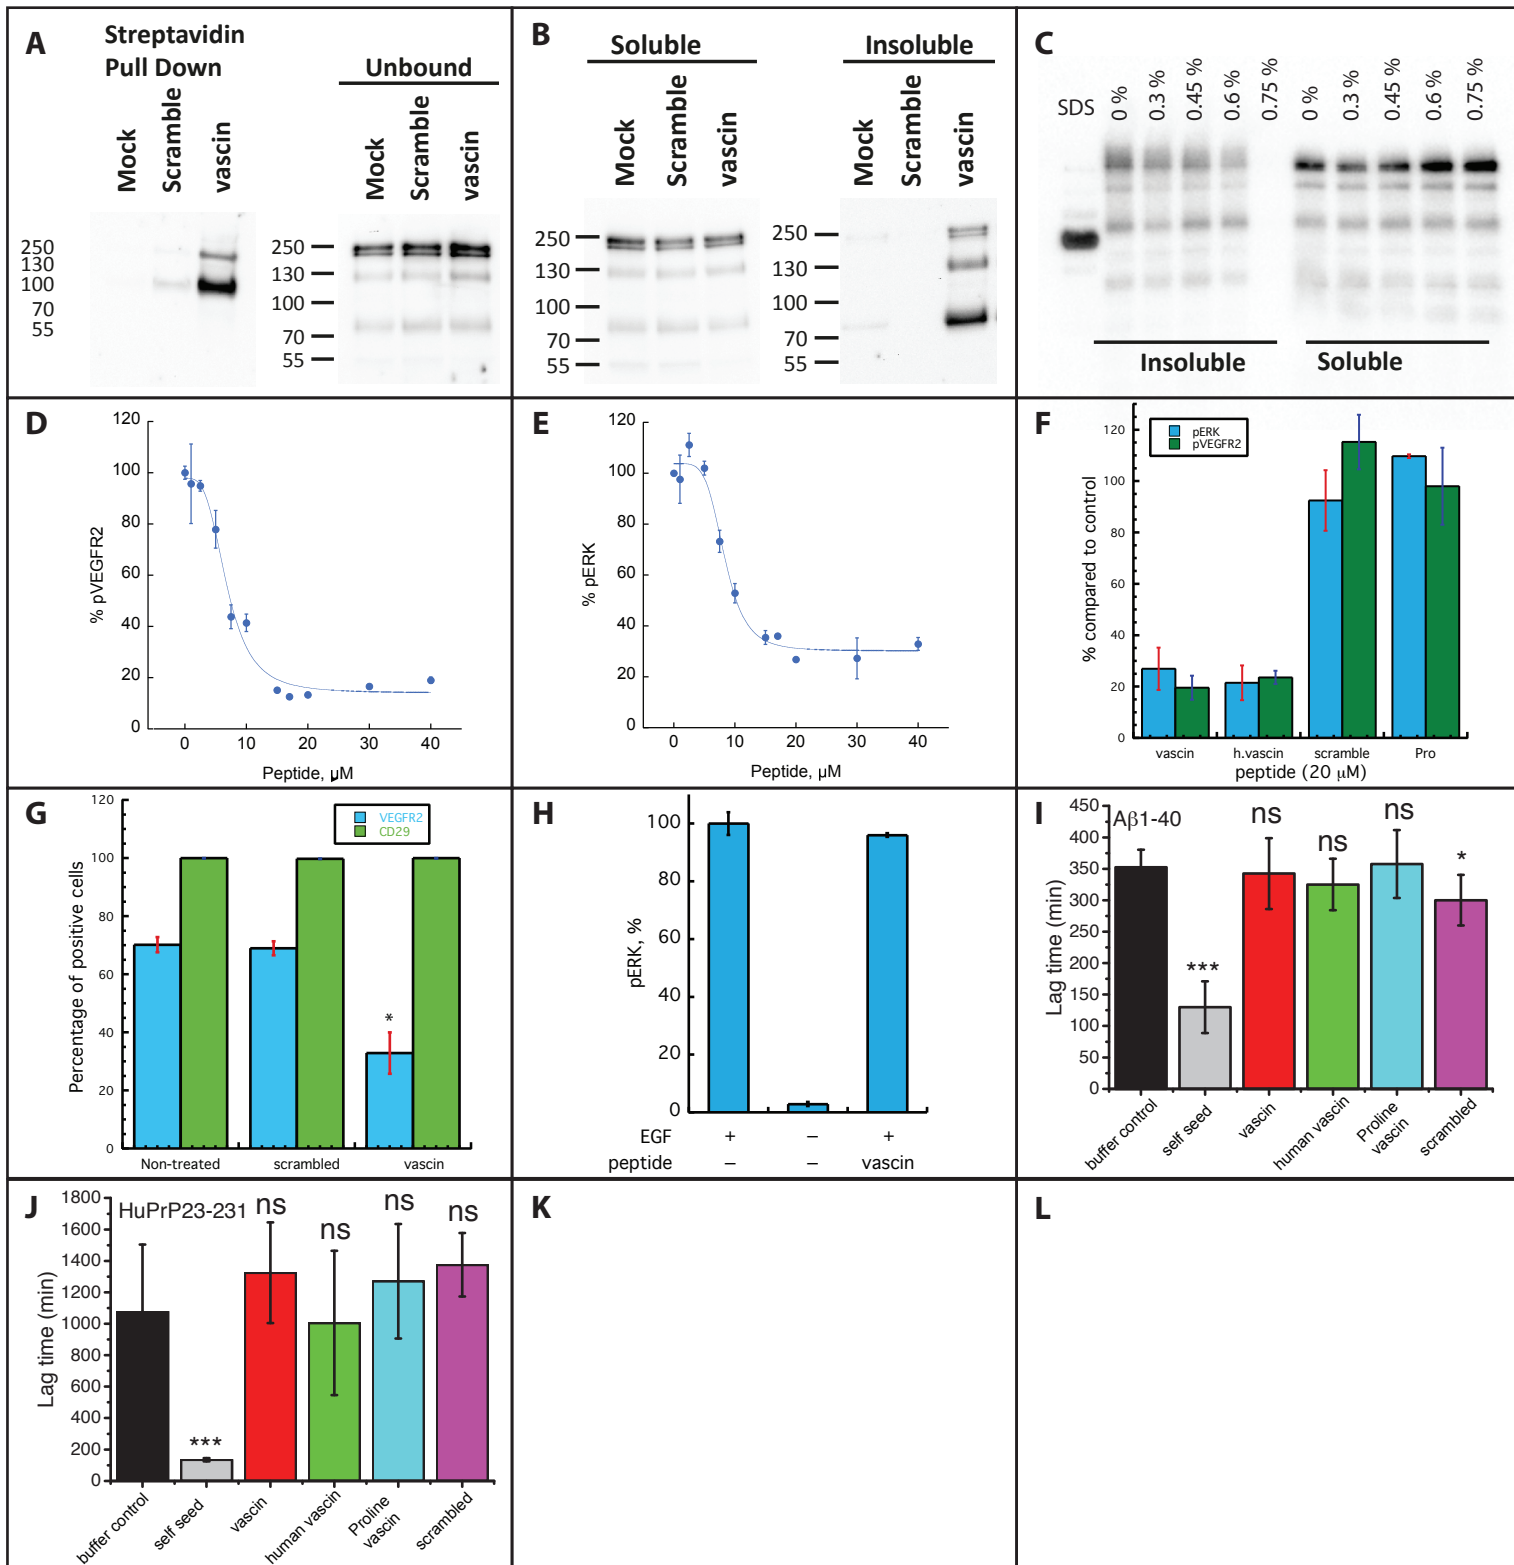 A
Streptavidin
Pull Down
Unbound
Mock
Scramble
vascin
Mock
Scramble
vascin
250
130
100
70
55
250
130
100
70
55
B
Soluble
Insoluble
Mock
Scramble
vascin
Mock
Scramble
vascin
250
130
100
70
55
250
130
100
70
55
C
SDS
0 %
0.3 %
0.45 %
0.6 %
0.75 %
0 %
0.3 %
0.45 %
0.6 %
0.75 %
Insoluble
Soluble
D
% pVEGFR2
120
100
80
60
40
20
0
0 10 20 30 40
Peptide, µM
E
% pERK
120
100
80
60
40
20
0
0 10 20 30 40
Peptide, µM
F
pERK
pVEGFR2
% compared to control
120
100
80
60
40
20
0
vascin h.vascin scramble Pro
peptide (20 µM)
G
VEGFR2
CD29
Percentage of positive cells
120
100
80
60
40
20
0
*
Non-treated scrambled vascin
H
pERK, %
100
80
60
40
20
0
EGF + − +
peptide − − vascin
I
Aβ1-40
Lag time (min)
450
400
350
300
250
200
150
100
50
0
*** ns ns ns *
buffer control
self seed
vascin
human vascin
Proline
vascin
scrambled
J
HuPrP23-231
Lag time (min)
1800
1600
1400
1200
1000
800
600
400
200
0
*** ns ns ns ns
buffer control
self seed
vascin
human vascin
Proline
vascin
scrambled
K
L